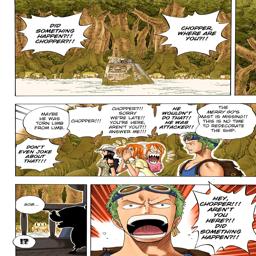 CHOPPER,
WHERE ARE
YOU?!
DID
SOMETHING
HAPPEN?!
CHOPPER?!
THE
MERRY GO'S
MAST IS MISSING!!
THIS IS NO TIME
TO REDECORATE
THE SHIP.
HE
WOULDN'T
DO THAT!!
HE WAS
ATTACKED!!
CHOPPER?!!
SORRY
WE'RE LATE!!
YOU'RE HERE,
AREN'T YOU?!
ANSWER ME!!!
CHOPPER!!!
MAYBE
HE WAS
TORN LIMB
FROM LIMB.
DON'T
EVEN JOKE
ABOUT
THAT!!!
HEY,
CHOPPER!!!
AREN'T
YOU
HERE?!!
DID
SOMETHING
HAPPEN?!
!?